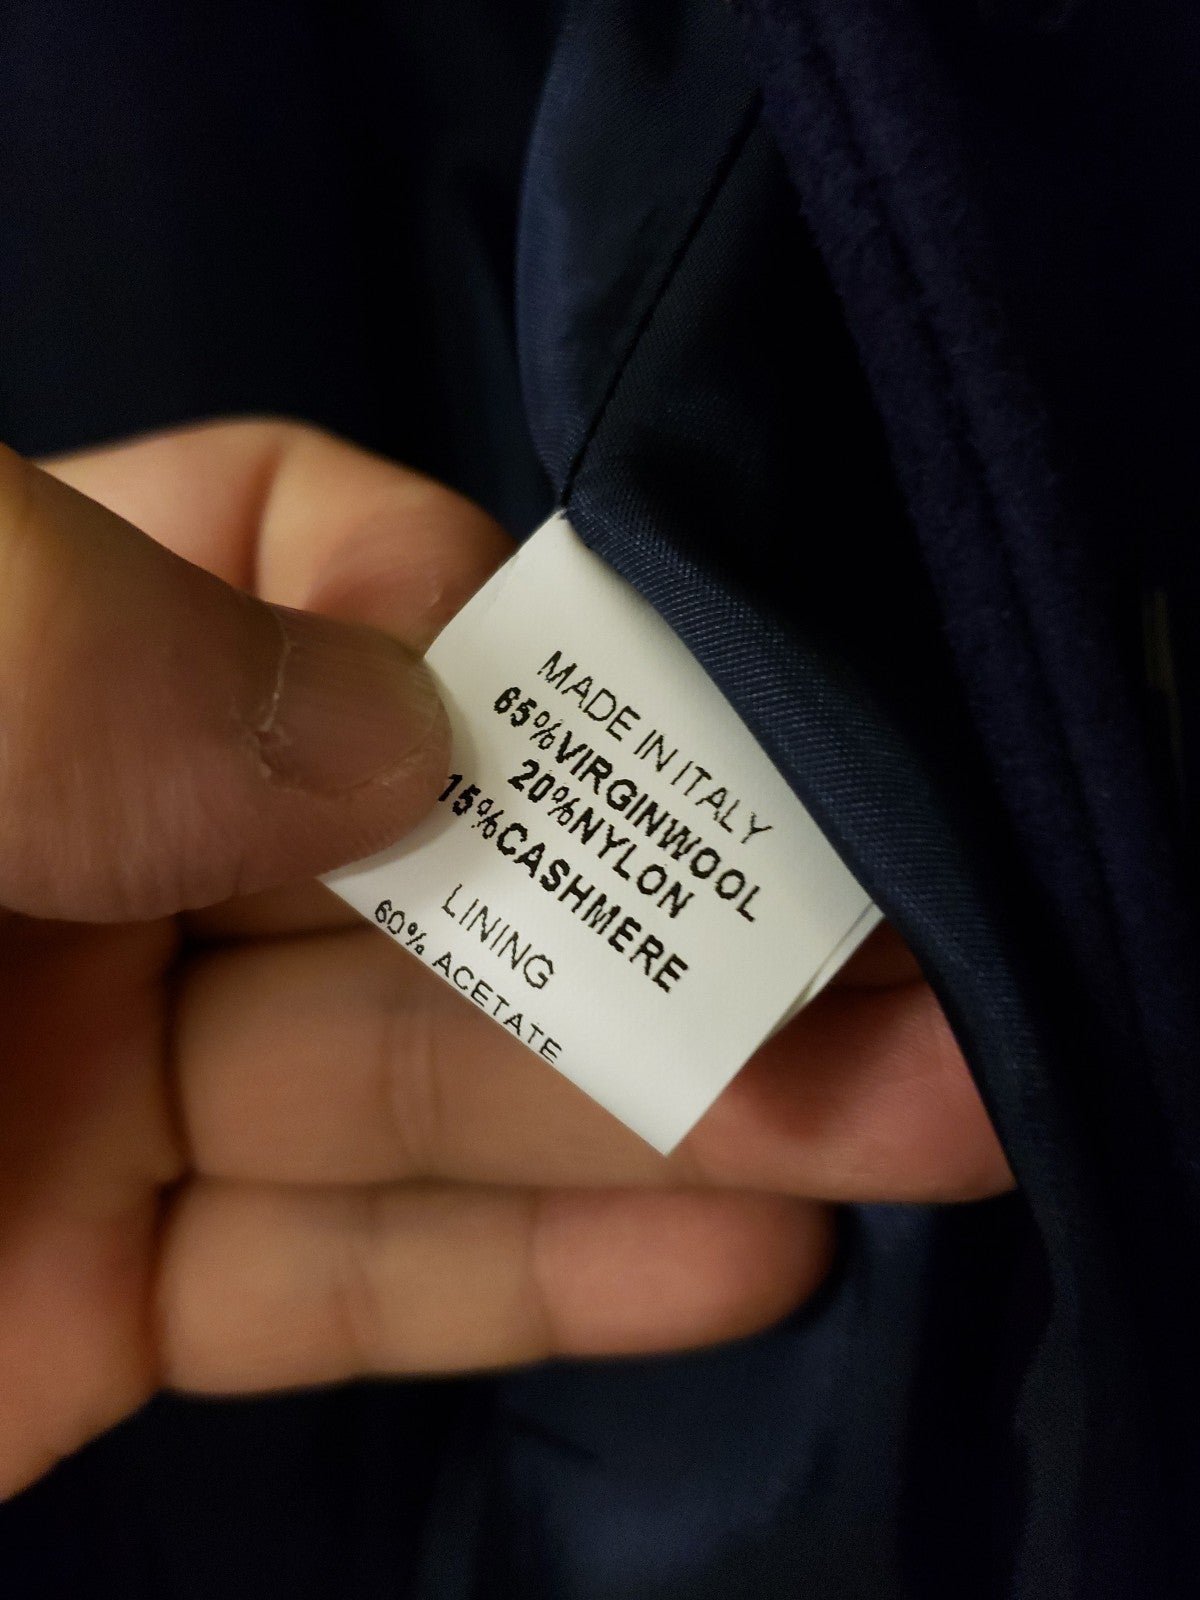 MADE IN ITALY
65%VIRGINWOOL
20%NYLON
15%CASHMERE
LINING
60% ACETATE